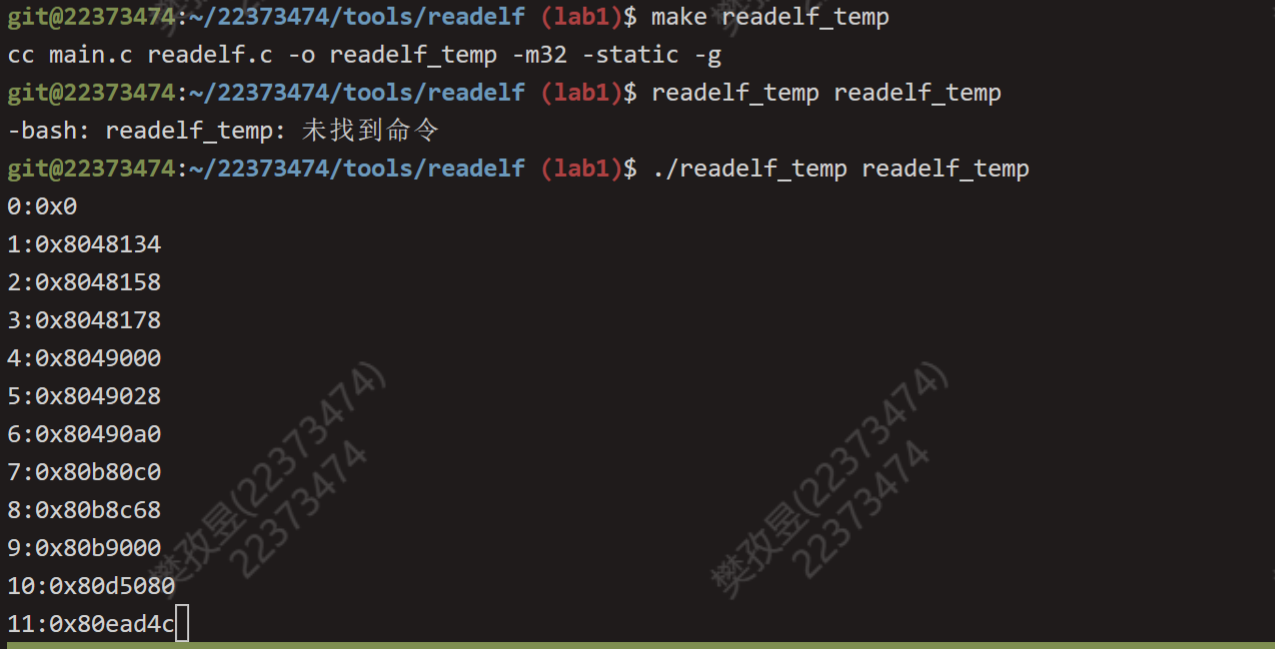 git@22373474:~/22373474/tools/readelf (lab1)$ make readelf_temp
cc main.c readelf.c -o readelf_temp -m32 -static -g
git@22373474:~/22373474/tools/readelf (lab1)$ readelf_temp readelf_temp
-bash: readelf_temp: 未找到命令
git@22373474:~/22373474/tools/readelf (lab1)$ ./readelf_temp readelf_temp
0:0x0
1:0x8048134
2:0x8048158
3:0x8048178
4:0x8049000
5:0x8049028
6:0x80490a0
7:0x80b80c0
8:0x80b8c68
9:0x80b9000
10:0x80d5080
11:0x80ead4c
樊孜昱(22373474)
22373474
樊孜昱(22373474)
22373474